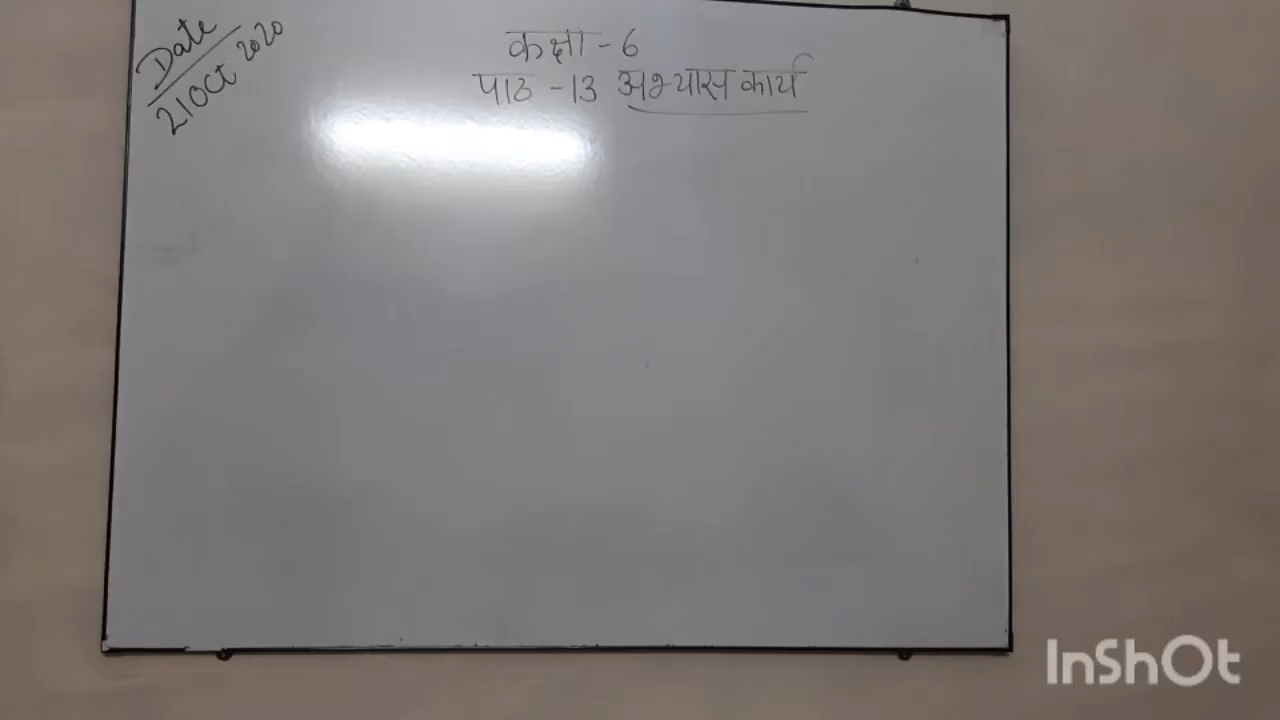 Date
21 Oct 2020
कक्षा - 6
पाठ - 13 अभ्यास कार्य
InShOt